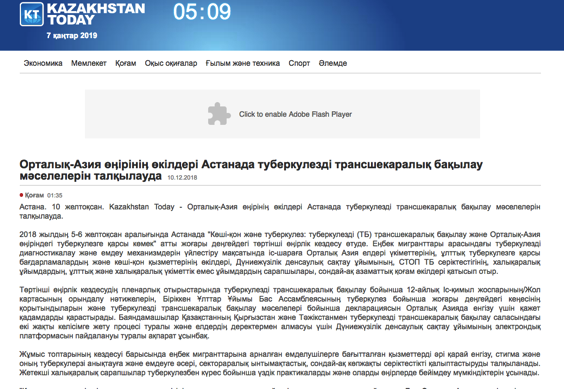 KT
KAZAKHSTAN
TODAY
05:09
7 қаңтар 2019
Экономика Мемлекет Қоғам Оқыс оқиғалар Ғылым және техника Спорт Әлемде
Click to enable Adobe Flash Player
Орталық-Азия өңірінің өкілдері Астанада туберкулезді трансшекаралық бақылау
мәселелерін талқылауда 10.12.2018
Қоғам 01:35
Астана. 10 желтоқсан. Kazakhstan Today - Орталық-Азия өңірінің өкілдері Астанада туберкулезді трансшекаралық бақылау мәселелерін
талқылауда.
2018 жылдың 5-6 желтоқсан аралығында Астанада "Көші-қон және туберкулез: туберкулезді (ТБ) трансшекаралық бақылау және Орталық-Азия
өңіріндегі туберкулезге қарсы көмек" атты жоғары деңгейдегі төртінші өңірлік кездесу өтуде. Еңбек мигранттары арасындағы туберкулезді
диагностикалау және емдеу механизмдерін үйлестіру мақсатында іс-шараға Орталық Азия елдері үкіметтерінің, ұлттық туберкулезге қарсы
бағдарламалардың және көші-қон қызметтерінің өкілдері, Дүниежүзілік денсаулық сақтау ұйымының, СТОП ТБ серіктестігінің, халықаралық
ұйымдардың, ұлттық және халықаралық үкіметтік емес ұйымдардың сарапшылары, сондай-ақ азаматтық қоғам өкілдері қатысып отыр.
Төртінші өңірлік кездесудің пленарлық отырыстарында туберкулезді трансшекаралық бақылау бойынша 12-айлық Іс-қимыл жоспарының/Жол
картасының орындалу нәтижелерін, Біріккен Ұлттар Ұйымы Бас Ассамблеясының туберкулез бойынша жоғары деңгейдегі кеңесінің
қорытындыларын және туберкулезді трансшекаралық бақылау мәселелері бойынша декларациясын Орталық Азияда енгізу үшін қажет
қадамдарды қарастырады. Баяндамашылар Қазақстанның Қырғызстан және Тәжікстанмен туберкулезді трансшекаралық бақылау саласындағы
екі жақты келісімге жету процесі туралы және елдердің деректермен алмасуы үшін Дүниежүзілік денсаулық сақтау ұйымының электрондық
платформасын пайдалануы туралы ақпарат ұсынбақ.
Жұмыс топтарының кездесуі барысында еңбек мигранттарына арналған емделушілерге бағытталған қызметтерді әрі қарай енгізу, стигма және
оның туберкулезді анықтауға және емдеуге әсері, сектораралық ынтымақтастық, сондай-ақ көпжақты серіктестікті қалыптастыруды талқыланады.
Жетекші халықаралық сарапшылар туберкулезбен күрес бойынша үздік практикаларды және оларды өңірлерде бейімдеу мүмкіндіктерін ұсынады.